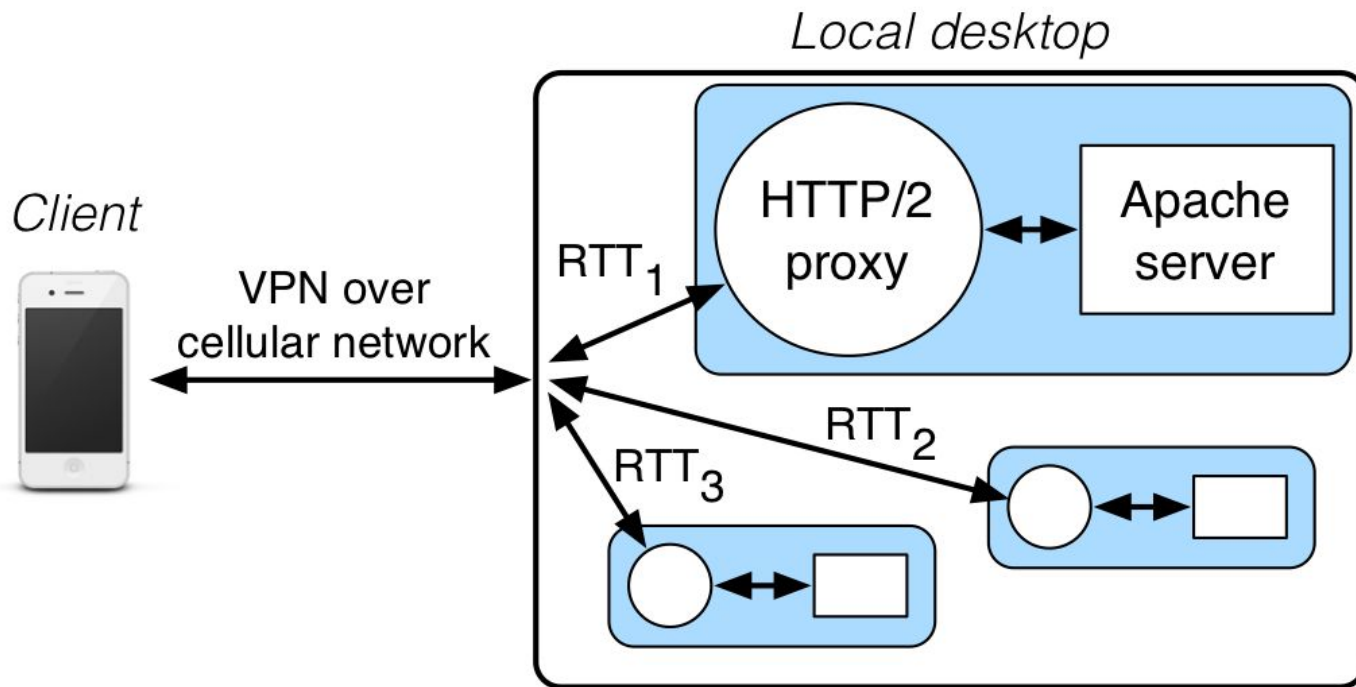 Local desktop
Client
VPN over
cellular network
RTT₁
HTTP/2
proxy
Apache
server
RTT₂
RTT₃